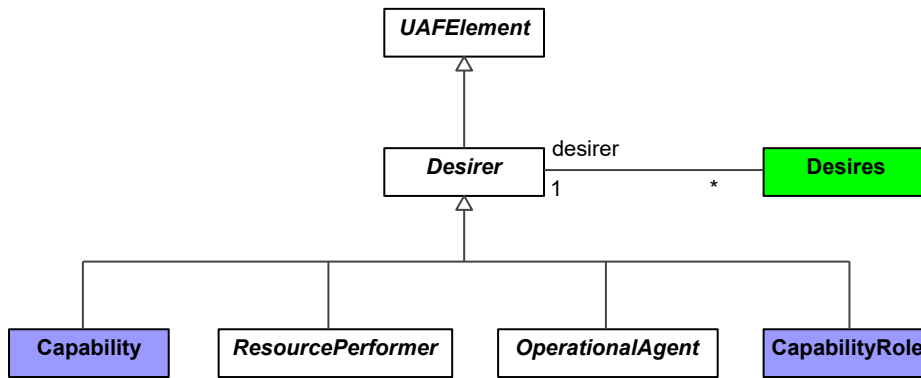 UAFElement
desirer
Desirer
Desires
1
*
Capability
ResourcePerformer
OperationalAgent
CapabilityRole